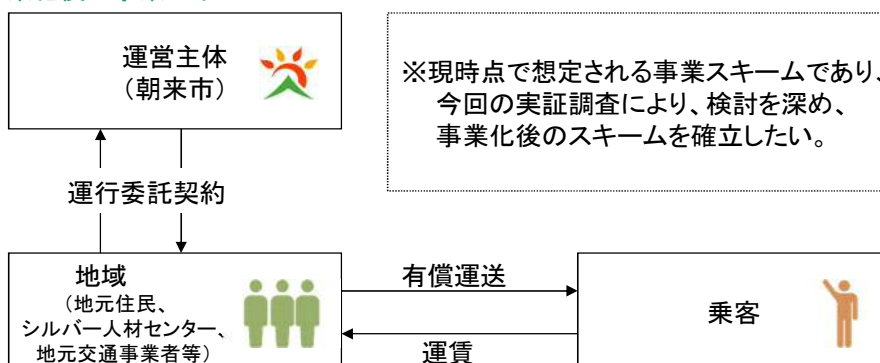 運営主体
（朝来市）
※現時点で想定される事業スキームであり、
今回の実証調査により、検討を深め、
事業化後のスキームを確立したい。
運行委託契約
地域
（地元住民、
シルバー人材センター、
地元交通事業者等）
有償運送
運賃
乗客